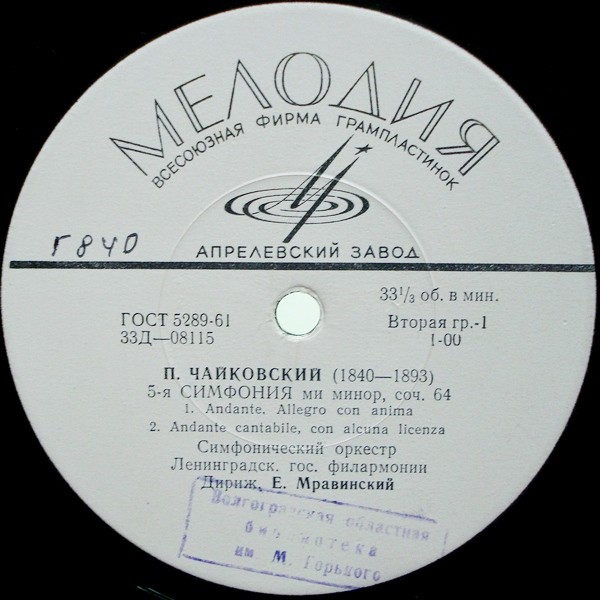 МЕЛОДИЯ
ВСЕСОЮЗНАЯ ФИРМА ГРАМПЛАСТИНОК
АПРЕЛЕВСКИЙ ЗАВОД
Г840
33⅓ об. в мин.
ГОСТ 5289-61
Вторая гр.-1
33Д—08115
1-00
П. ЧАЙКОВСКИЙ (1840—1893)
5-я СИМФОНИЯ ми минор, соч. 64
1. Andante. Allegro con anima
2. Andante cantabile, con alcuna licenza
Симфонический оркестр
Ленинградск. гос. филармонии
Дириж. Е. Мравинский
Волгоградская областная
библиотека
им М. Горького